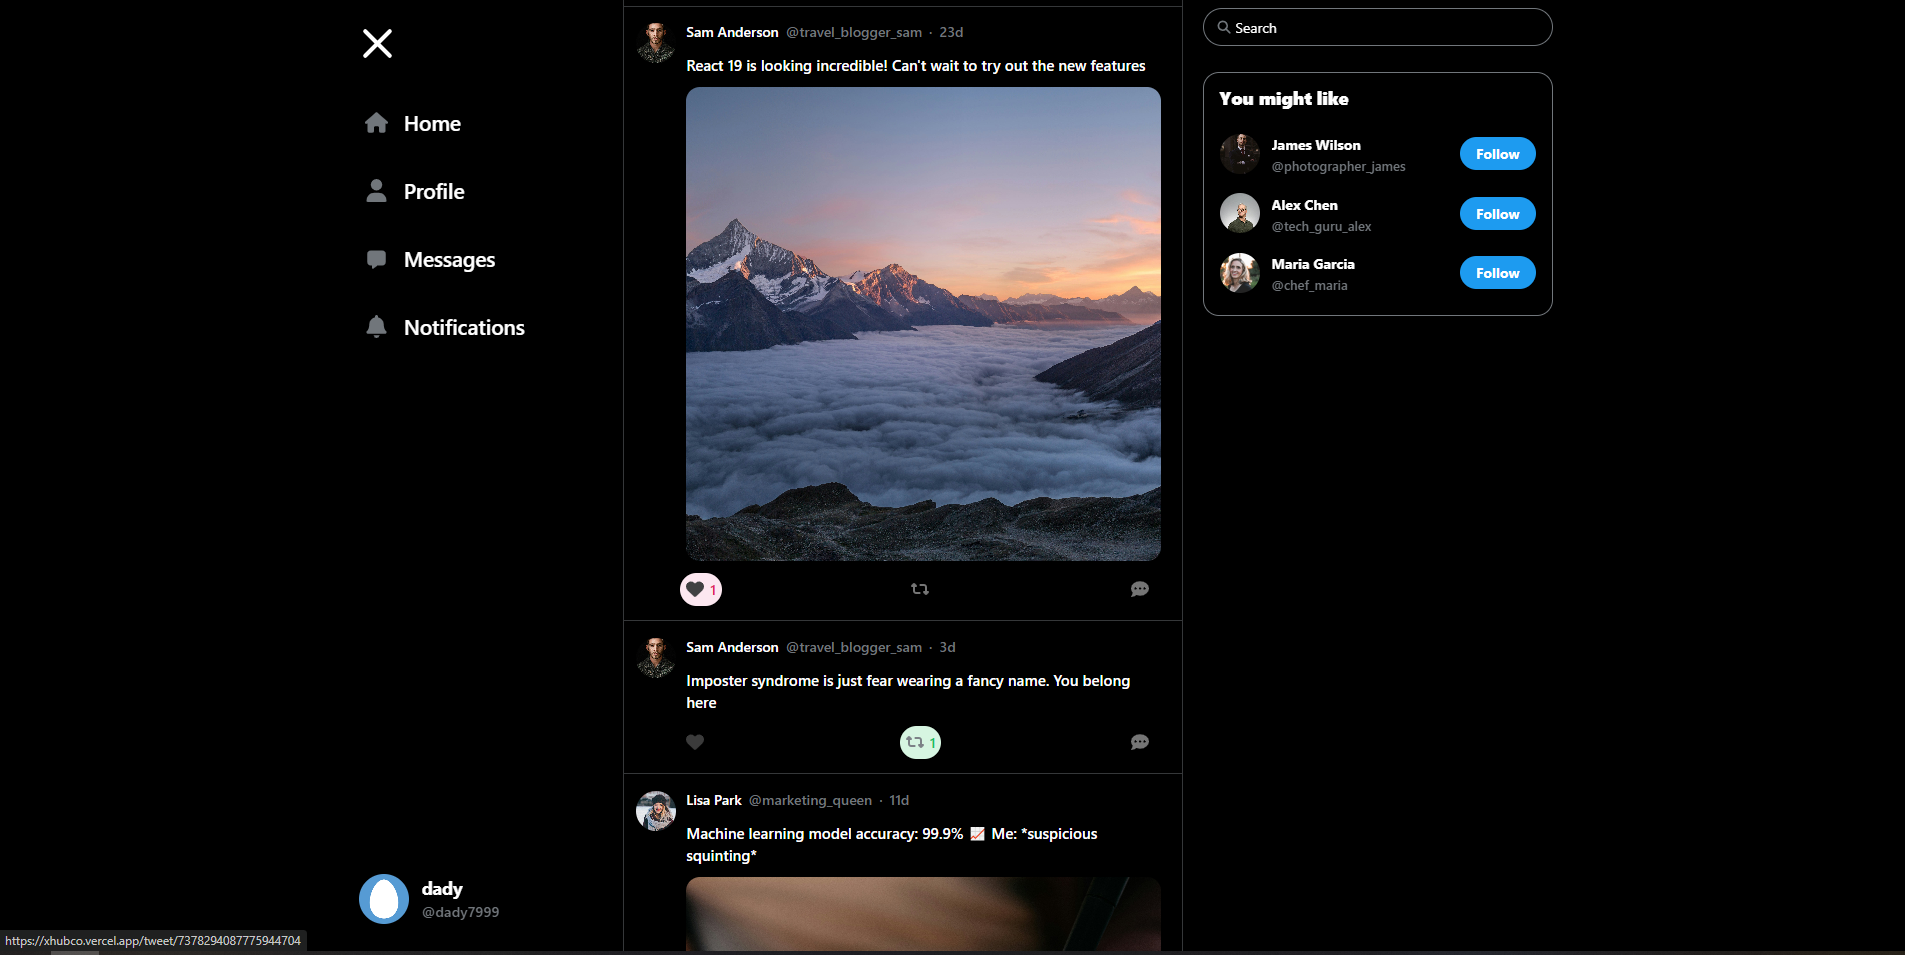 Home
Profile
Messages
Notifications
dady
@dady7999
https://xhubco.vercel.app/tweet/7378294087775944704
Sam Anderson @travel_blogger_sam · 23d
React 19 is looking incredible! Can't wait to try out the new features
1
Sam Anderson @travel_blogger_sam · 3d
Imposter syndrome is just fear wearing a fancy name. You belong
here
1
Lisa Park @marketing_queen · 11d
Machine learning model accuracy: 99.9% 📈 Me: *suspicious
squinting*
Search
You might like
James Wilson
@photographer_james
Follow
Alex Chen
@tech_guru_alex
Follow
Maria Garcia
@chef_maria
Follow